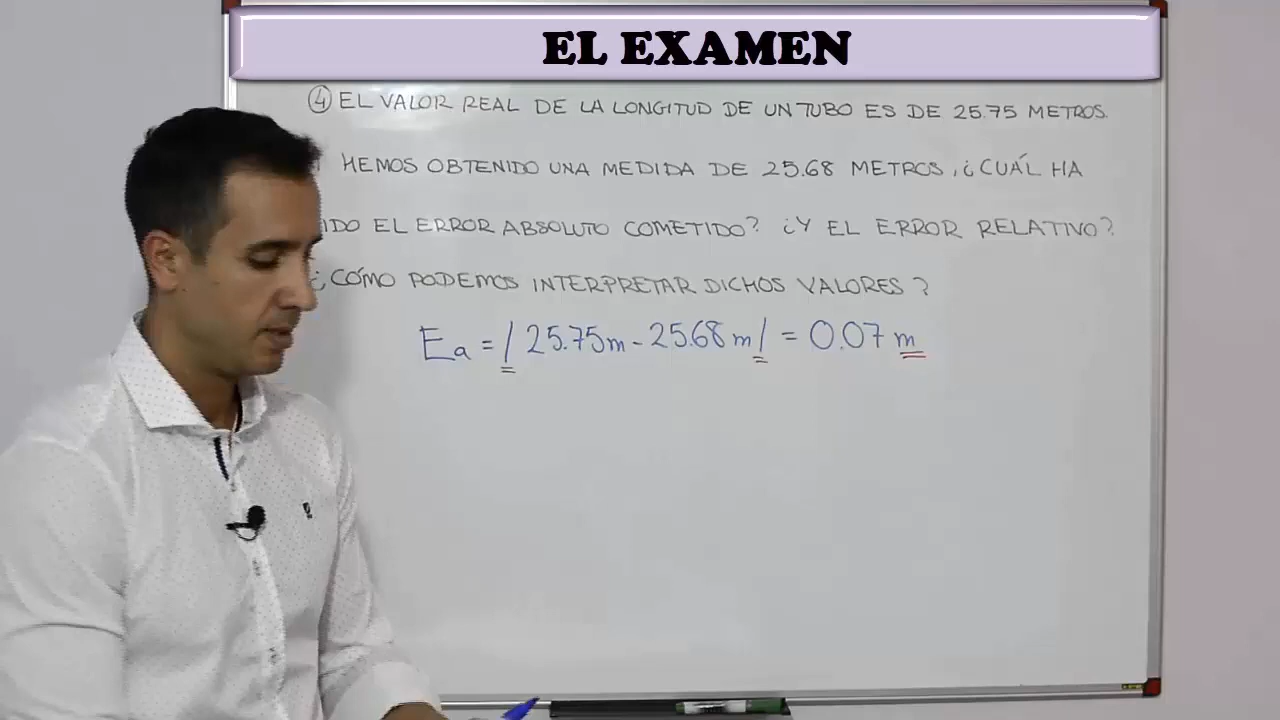 EL EXAMEN
④ EL VALOR REAL DE LA LONGITUD DE UN TUBO ES DE 25.75 METROS.
HEMOS OBTENIDO UNA MEDIDA DE 25.68 METROS, ¿CUÁL HA
IDO EL ERROR ABSOLUTO COMETIDO? ¿Y EL ERROR RELATIVO?
¿CÓMO PODEMOS INTERPRETAR DICHOS VALORES?
Ea = | 25.75m - 25.68 m | = 0.07 m